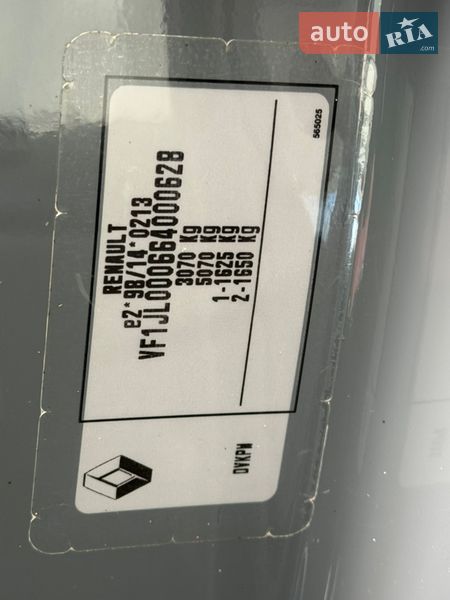 auto RIA .com
RENAULT
e2*98/14*0213
VF1JL000664000628
3070 Kg
5070 Kg
1-1625 Kg
2-1650 Kg
565025
DVKPW